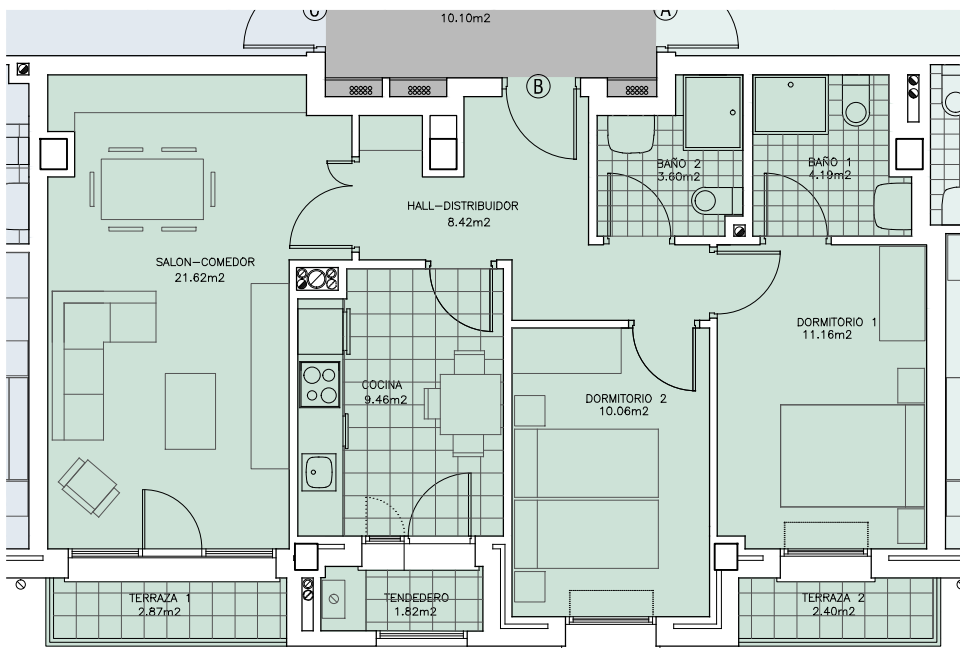 C
A
10.10m2
B
BAÑO 2
3.60m2
BAÑO 1
4.19m2
HALL-DISTRIBUIDOR
8.42m2
SALON-COMEDOR
21.62m2
DORMITORIO 1
11.16m2
COCINA
9.46m2
DORMITORIO 2
10.06m2
TERRAZA 1
2.87m2
TENDEDERO
1.82m2
TERRAZA 2
2.40m2